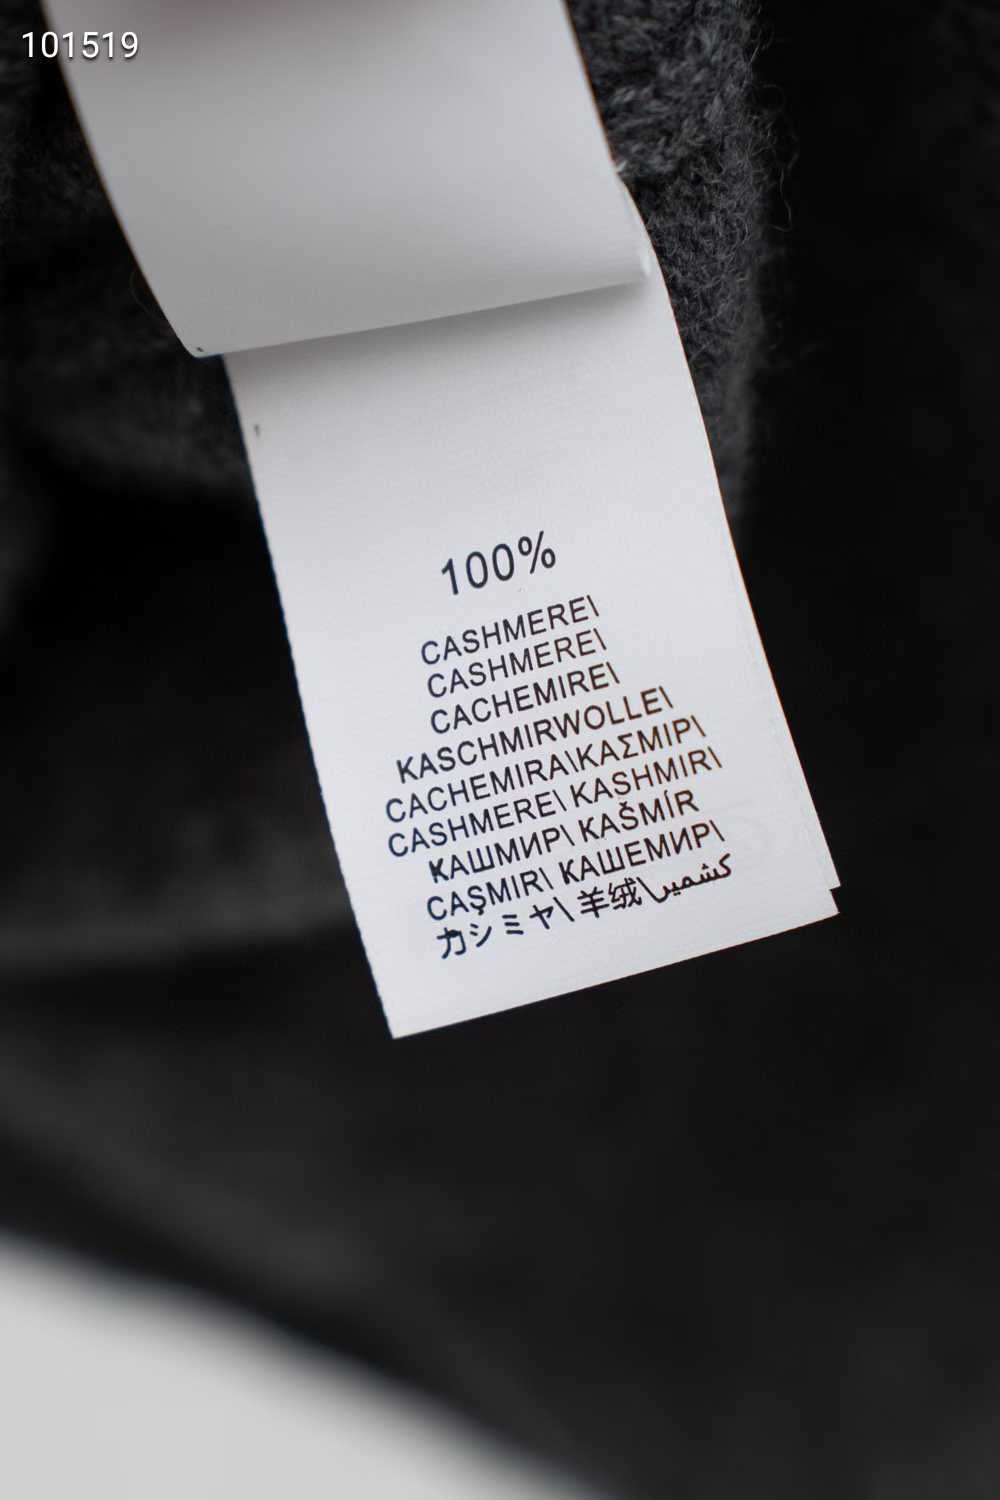 101519
100%
CASHMERE\
CASHMERE\
CACHEMIRE\
KASCHMIRWOLLE\
CACHEMIRA\ΚΑΣΜΙΡ\
CASHMERE\ KASHMIR\
КАШМИР\ KAŠMÍR
CAŞMIR\ КАШЕМИР\
カシミヤ\ 羊绒\كشمير\